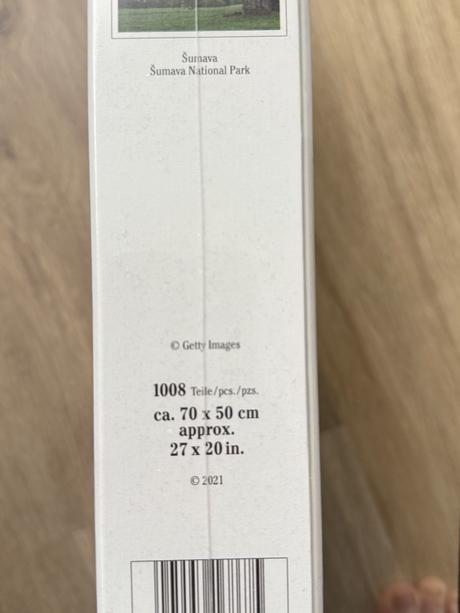 Šumava
Šumava National Park
© Getty Images
1008 Teile/pcs./pzs.
ca. 70 x 50 cm
approx.
27 x 20 in.
© 2021